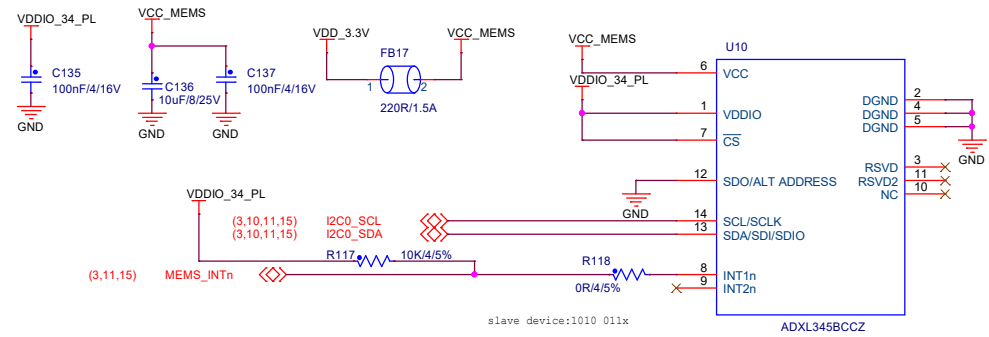 VDDIO_34_PL
VCC_MEMS
C135
100nF/4/16V
GND
C136
10uF/8/25V
GND
C137
100nF/4/16V
GND
VDD_3.3V
VCC_MEMS
FB17
1
2
220R/1.5A
VCC_MEMS
VDDIO_34_PL
U10
6 VCC
1 VDDIO
7 CS
12 SDO/ALT ADDRESS
GND
14 SCL/SCLK
13 SDA/SDI/SDIO
8 INT1n
9 INT2n
DGND 2
DGND 4
DGND 5
GND
RSVD 3
RSVD2 11
NC 10
ADXL345BCCZ
VDDIO_34_PL
(3,10,11,15) I2C0_SCL
(3,10,11,15) I2C0_SDA
R117 10K/4/5%
(3,11,15) MEMS_INTn
R118
0R/4/5%
slave device:1010 011x